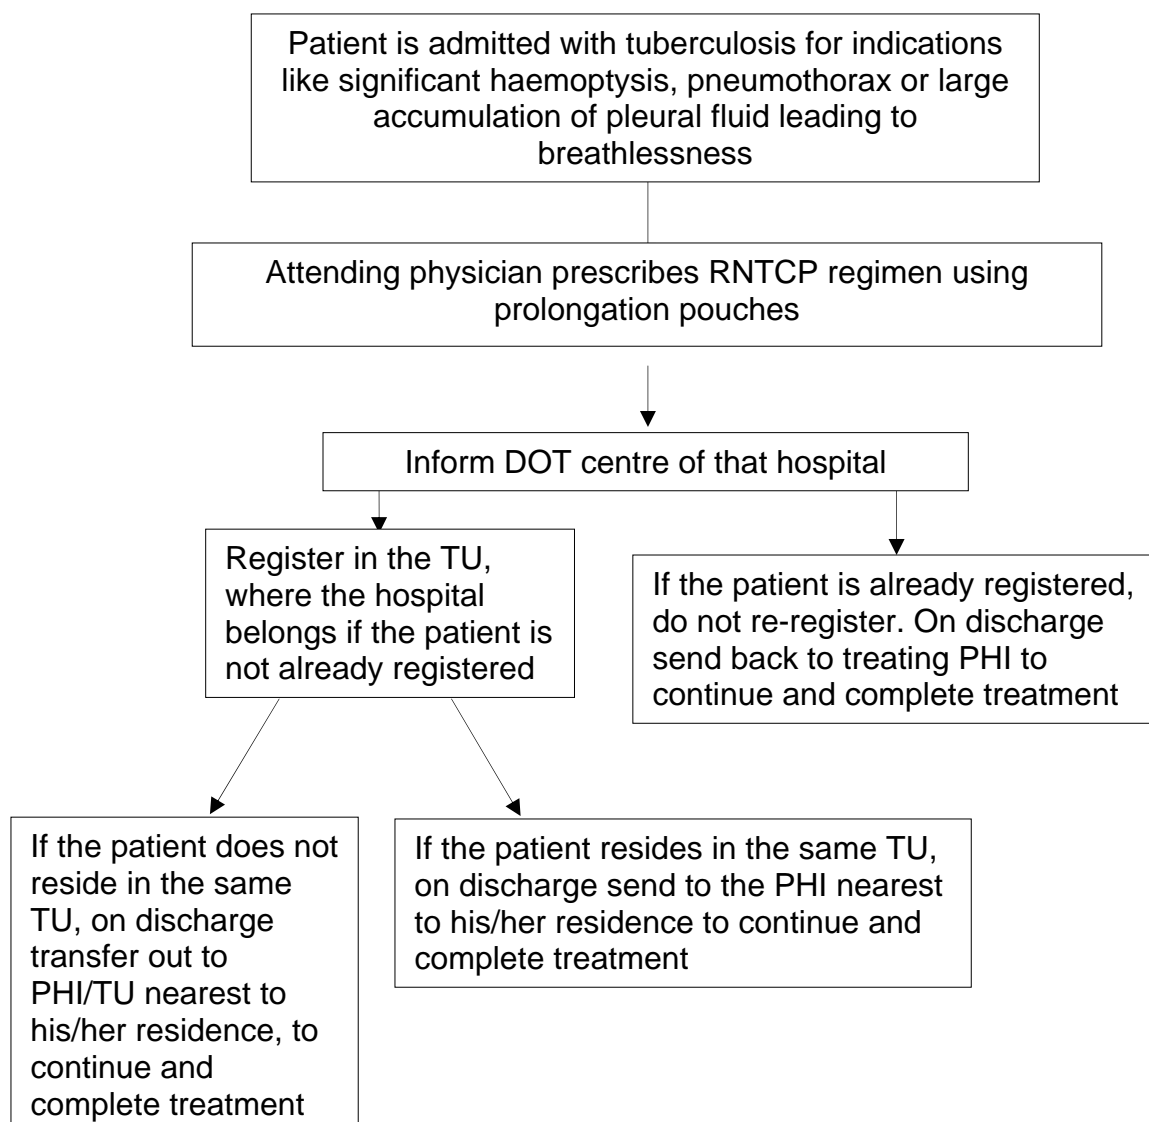 Patient is admitted with tuberculosis for indications
like significant haemoptysis, pneumothorax or large
accumulation of pleural fluid leading to
breathlessness
Attending physician prescribes RNTCP regimen using
prolongation pouches
Inform DOT centre of that hospital
Register in the TU,
where the hospital
belongs if the patient is
not already registered
If the patient is already registered,
do not re-register. On discharge
send back to treating PHI to
continue and complete treatment
If the patient does not
reside in the same
TU, on discharge
transfer out to
PHI/TU nearest to
his/her residence, to
continue and
complete treatment
If the patient resides in the same TU,
on discharge send to the PHI nearest
to his/her residence to continue and
complete treatment